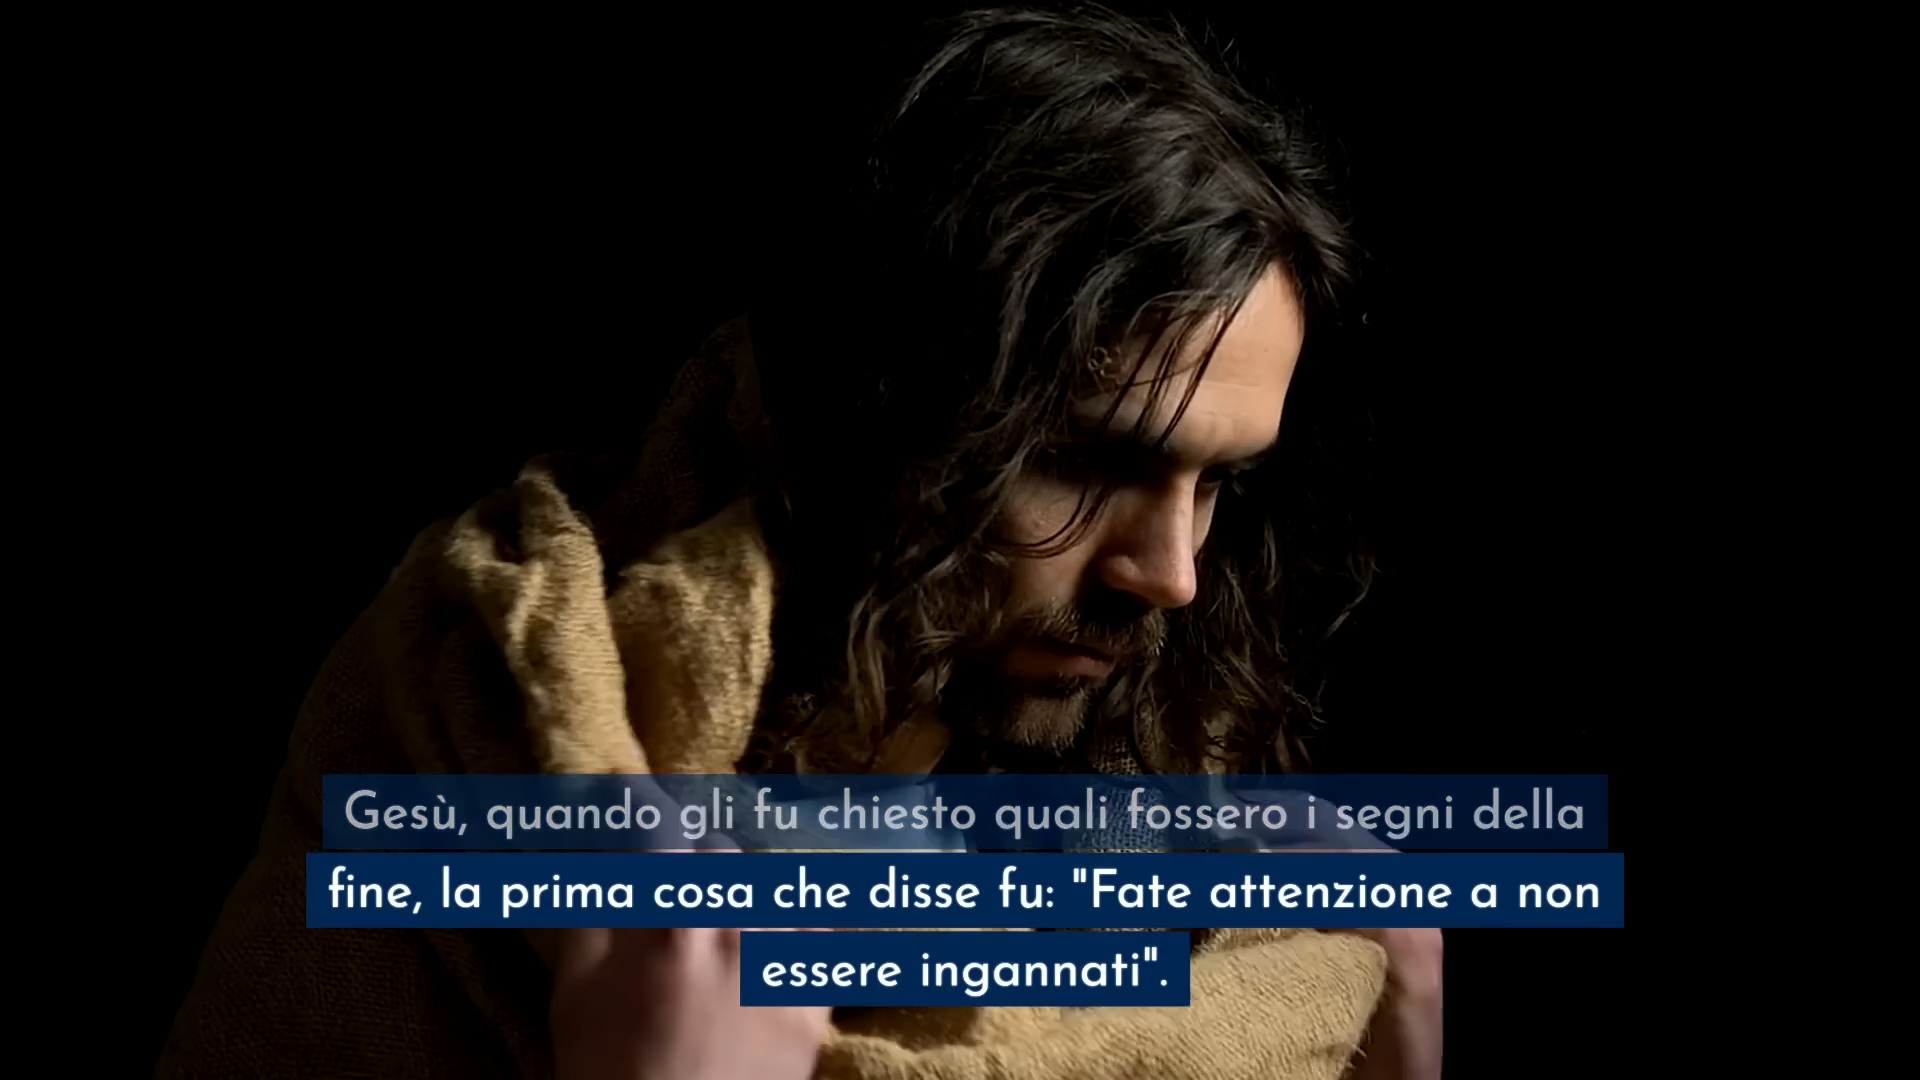 Gesù, quando gli fu chiesto quali fossero i segni della
fine, la prima cosa che disse fu: "Fate attenzione a non
essere ingannati".